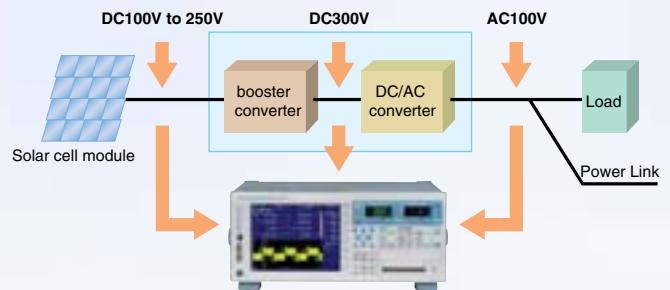 DC100V to 250V
DC300V
AC100V
booster
converter
DC/AC
converter
Load
Solar cell module
Power Link